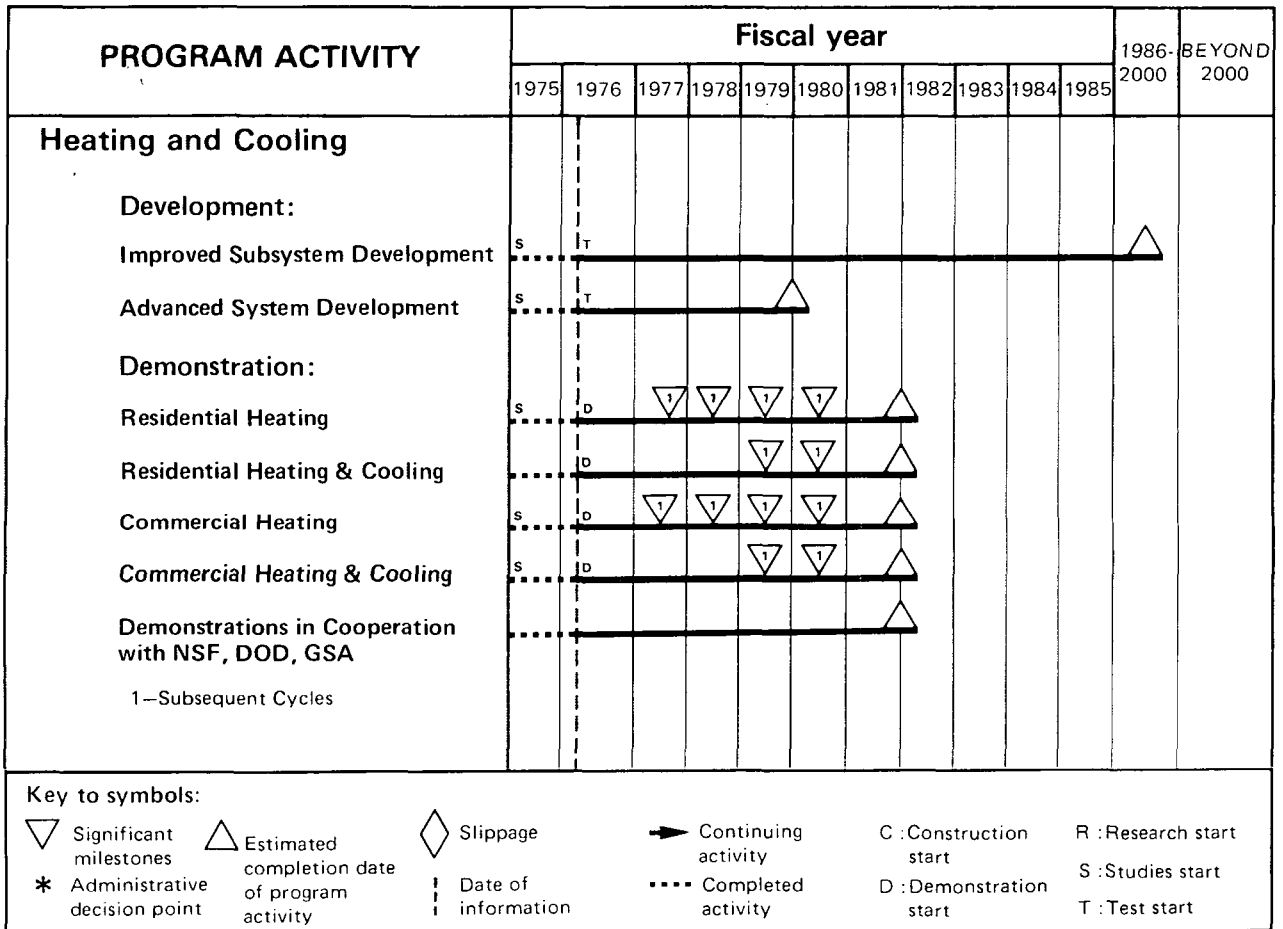 PROGRAM ACTIVITY
Fiscal year
1975 1976 1977 1978 1979 1980 1981 1982 1983 1984 1985 1986-2000 BEYOND 2000
Heating and Cooling
Development:
Improved Subsystem Development S T
Advanced System Development S T
Demonstration:
Residential Heating S D 1 1 1 1
Residential Heating & Cooling D 1 1
Commercial Heating S D 1 1 1 1
Commercial Heating & Cooling S D 1 1
Demonstrations in Cooperation
with NSF, DOD, GSA
1—Subsequent Cycles
Key to symbols:
Significant
milestones
* Administrative
decision point
Estimated
completion date
of program
activity
Slippage
Date of
information
Continuing
activity
Completed
activity
C :Construction
start
D :Demonstration
start
R :Research start
S :Studies start
T :Test start